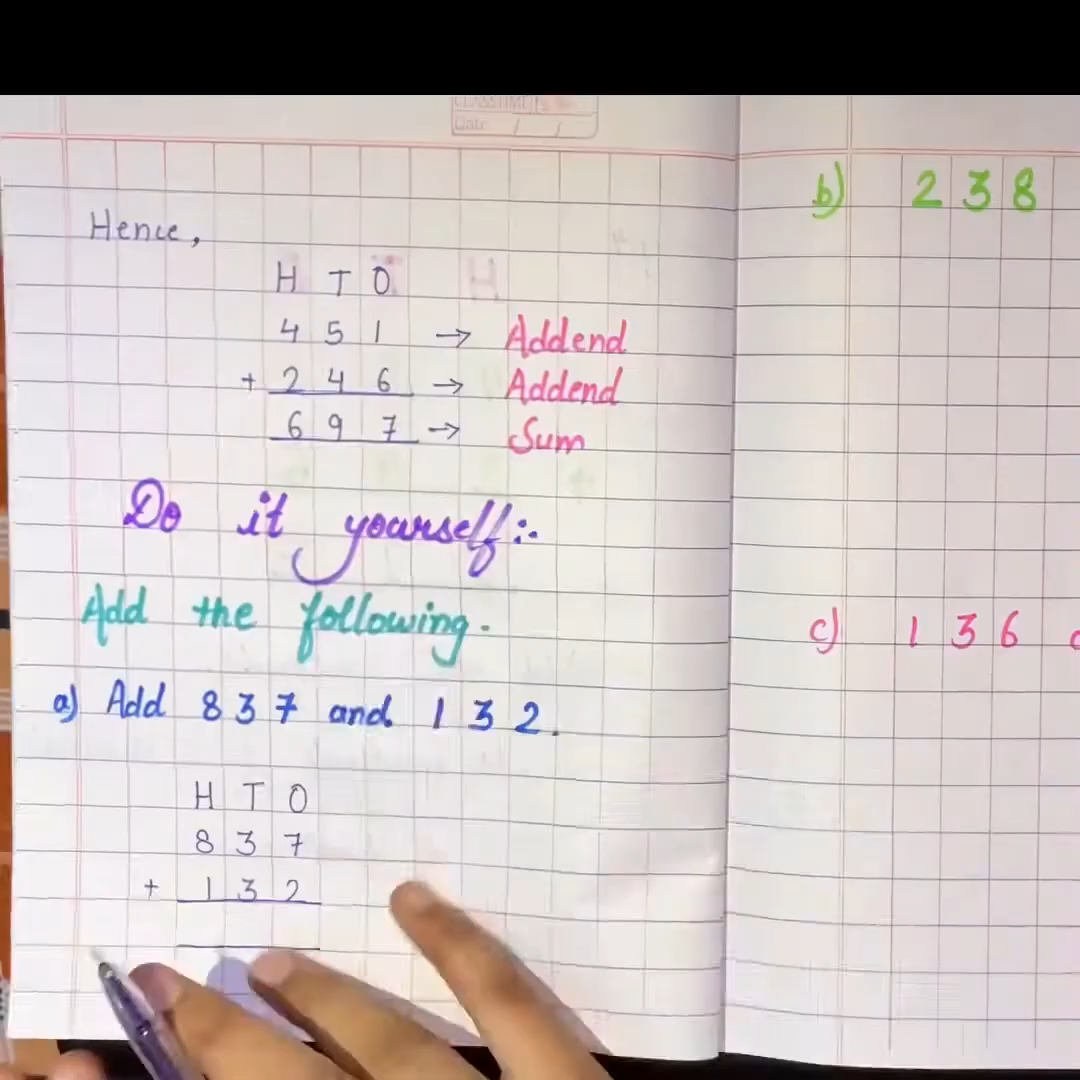 CLASSTIME
Date / /
Hence,
H T O
4 5 1 → Addend
+ 2 4 6 → Addend
6 9 7 → Sum
Do it yourself:-
Add the following.
a) Add 8 3 7 and 1 3 2.
H T O
8 3 7
+ 1 3 2
b) 2 3 8
c) 1 3 6